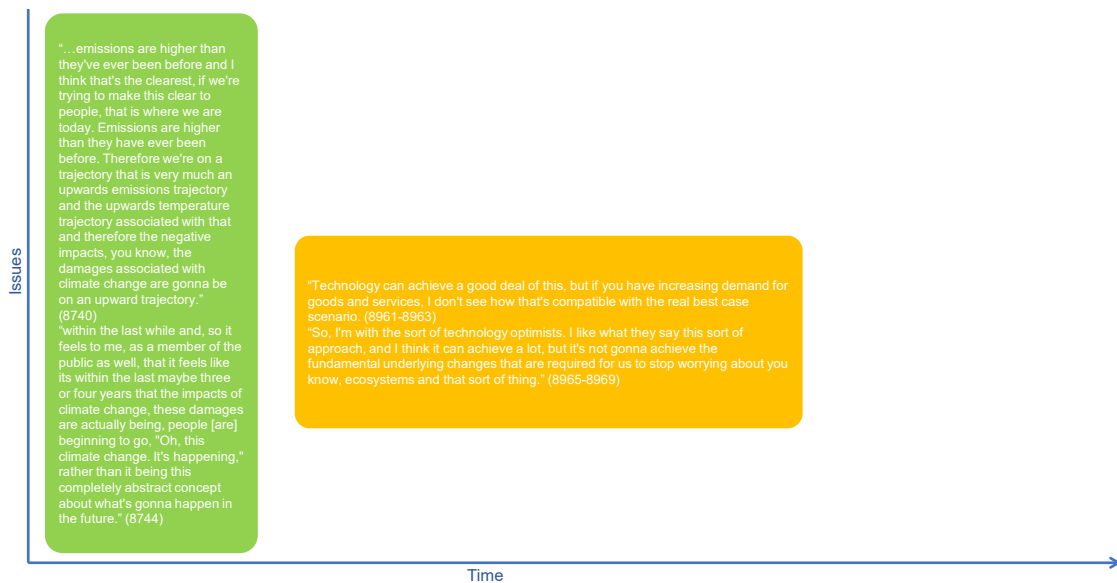 Issues
“…emissions are higher than
they've ever been before and I
think that's the clearest, if we're
trying to make this clear to
people, that is where we are
today. Emissions are higher
than they have ever been
before. Therefore we're on a
trajectory that is very much an
upwards emissions trajectory
and the upwards temperature
trajectory associated with that
and therefore the negative
impacts, you know, the
damages associated with
climate change are gonna be
on an upward trajectory.”
(8740)
“within the last while and, so it
feels to me, as a member of the
public as well, that it feels like
its within the last maybe three
or four years that the impacts of
climate change, these damages
are actually being, people [are]
beginning to go, "Oh, this
climate change. It's happening,"
rather than it being this
completely abstract concept
about what's gonna happen in
the future.” (8744)
“Technology can achieve a good deal of this, but if you have increasing demand for
goods and services, I don't see how that's compatible with the real best case
scenario. (8961-8963)
“So, I'm with the sort of technology optimists. I like what they say this sort of
approach, and I think it can achieve a lot, but it's not gonna achieve the
fundamental underlying changes that are required for us to stop worrying about you
know, ecosystems and that sort of thing.” (8965-8969)
Time